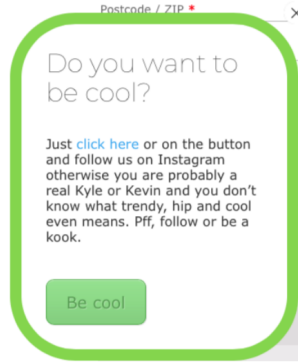 Postcode / ZIP *
Do you want to
be cool?
Just click here or on the button
and follow us on Instagram
otherwise you are probably a
real Kyle or Kevin and you don't
know what trendy, hip and cool
even means. Pff, follow or be a
kook.
Be cool